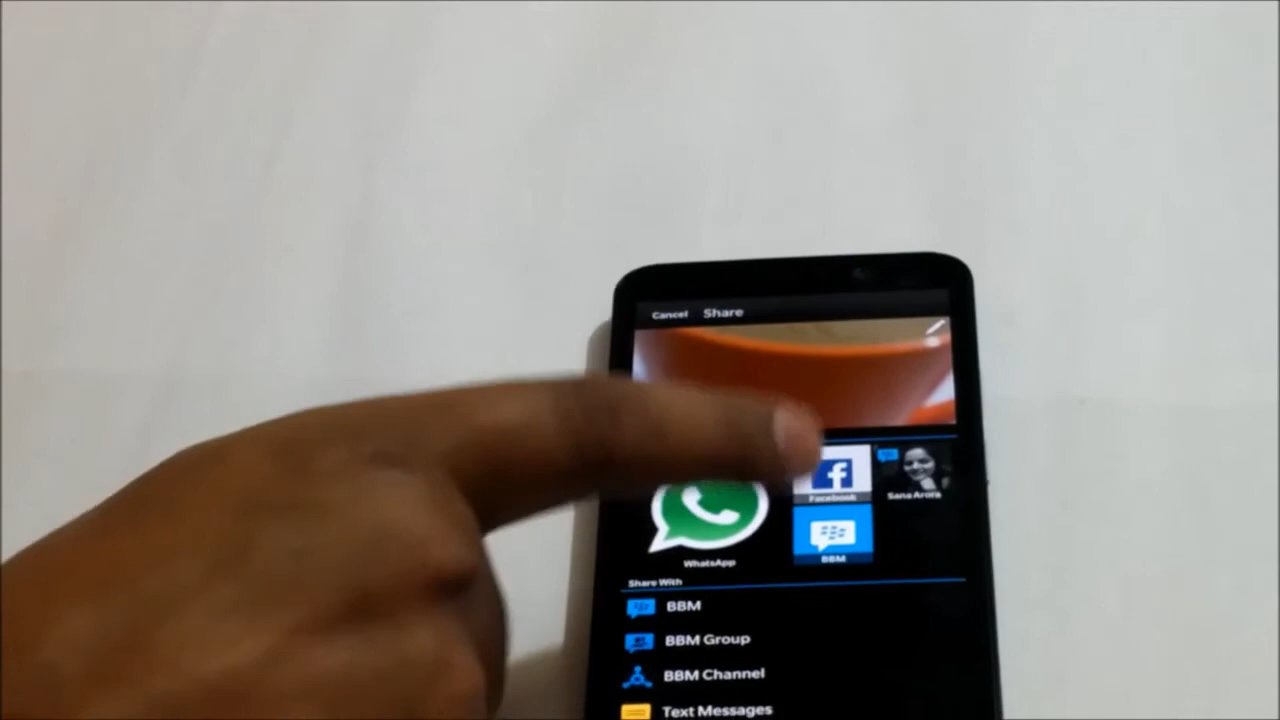 Cancel Share
Facebook
Sana Arora
BBM
WhatsApp
Share With
BBM
BBM Group
BBM Channel
Text Messages